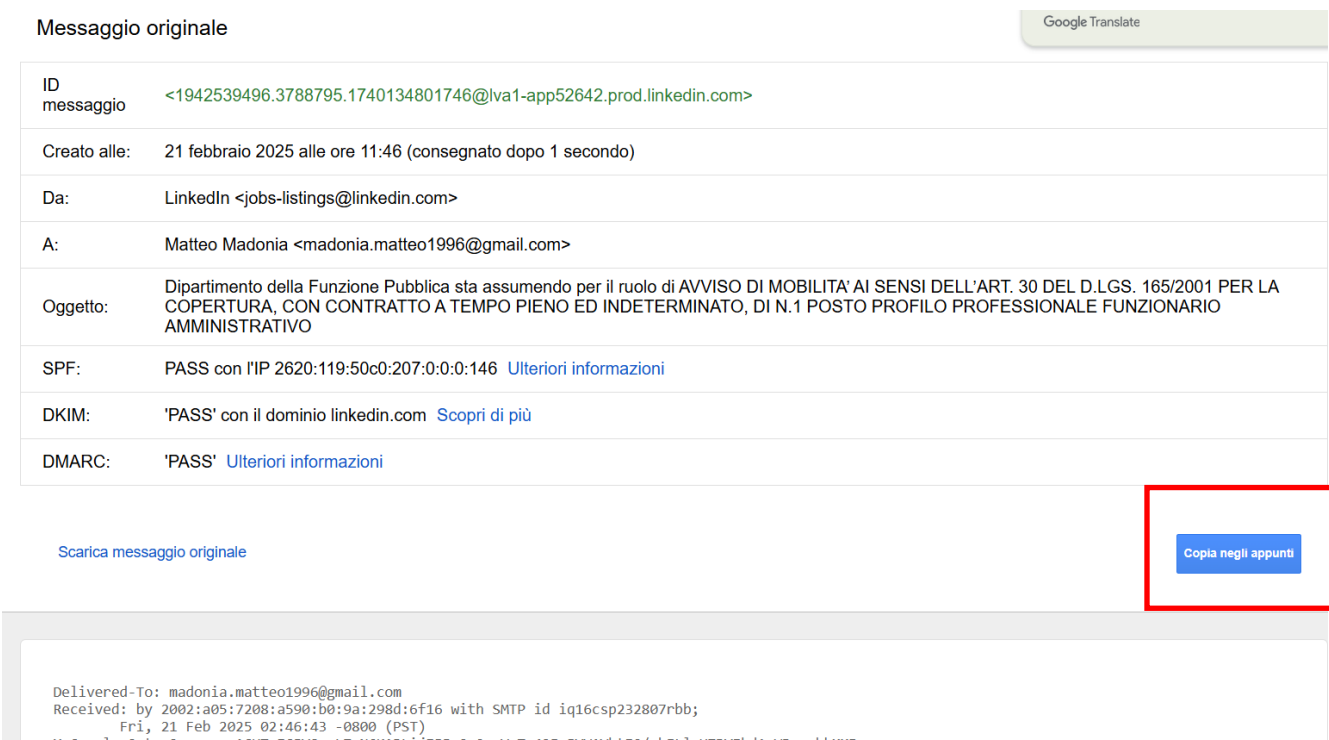 Messaggio originale
Google Translate
ID
messaggio
<1942539496.3788795.1740134801746@lva1-app52642.prod.linkedin.com>
Creato alle: 21 febbraio 2025 alle ore 11:46 (consegnato dopo 1 secondo)
Da: LinkedIn <jobs-listings@linkedin.com>
A: Matteo Madonia <madonia.matteo1996@gmail.com>
Oggetto:
Dipartimento della Funzione Pubblica sta assumendo per il ruolo di AVVISO DI MOBILITA' AI SENSI DELL'ART. 30 DEL D.LGS. 165/2001 PER LA
COPERTURA, CON CONTRATTO A TEMPO PIENO ED INDETERMINATO, DI N.1 POSTO PROFILO PROFESSIONALE FUNZIONARIO
AMMINISTRATIVO
SPF: PASS con l'IP 2620:119:50c0:207:0:0:0:146 Ulteriori informazioni
DKIM: 'PASS' con il dominio linkedin.com Scopri di più
DMARC: 'PASS' Ulteriori informazioni
Scarica messaggio originale
Copia negli appunti
Delivered-To: madonia.matteo1996@gmail.com
Received: by 2002:a05:7208:a590:b0:9a:298d:6f16 with SMTP id iq16csp232807rbb;
Fri, 21 Feb 2025 02:46:43 -0800 (PST)